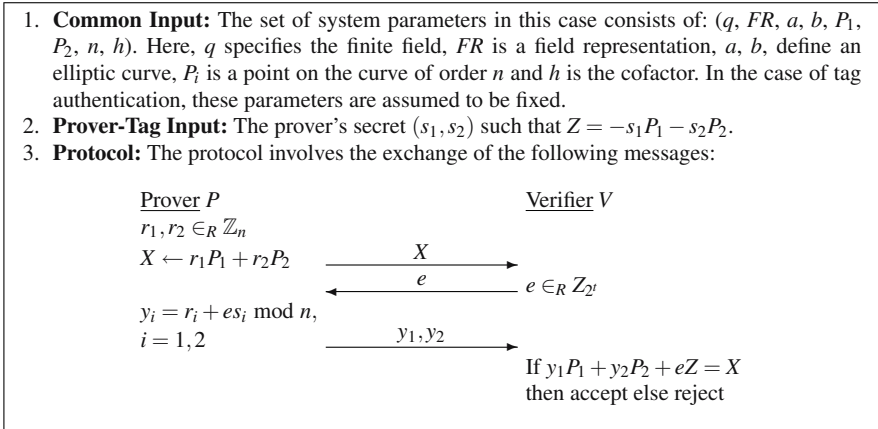 1. Common Input: The set of system parameters in this case consists of: (q, FR, a, b, P₁,
P₂, n, h). Here, q specifies the finite field, FR is a field representation, a, b, define an
elliptic curve, Pᵢ is a point on the curve of order n and h is the cofactor. In the case of tag
authentication, these parameters are assumed to be fixed.
2. Prover-Tag Input: The prover's secret (s₁,s₂) such that Z = −s₁P₁ − s₂P₂.
3. Protocol: The protocol involves the exchange of the following messages:
Prover P Verifier V
r₁,r₂ ∈R ℤₙ
X ← r₁P₁ + r₂P₂ X
e e ∈R Z₂ᵗ
yᵢ = rᵢ + esᵢ mod n,
i = 1,2 y₁,y₂
If y₁P₁ + y₂P₂ + eZ = X
then accept else reject